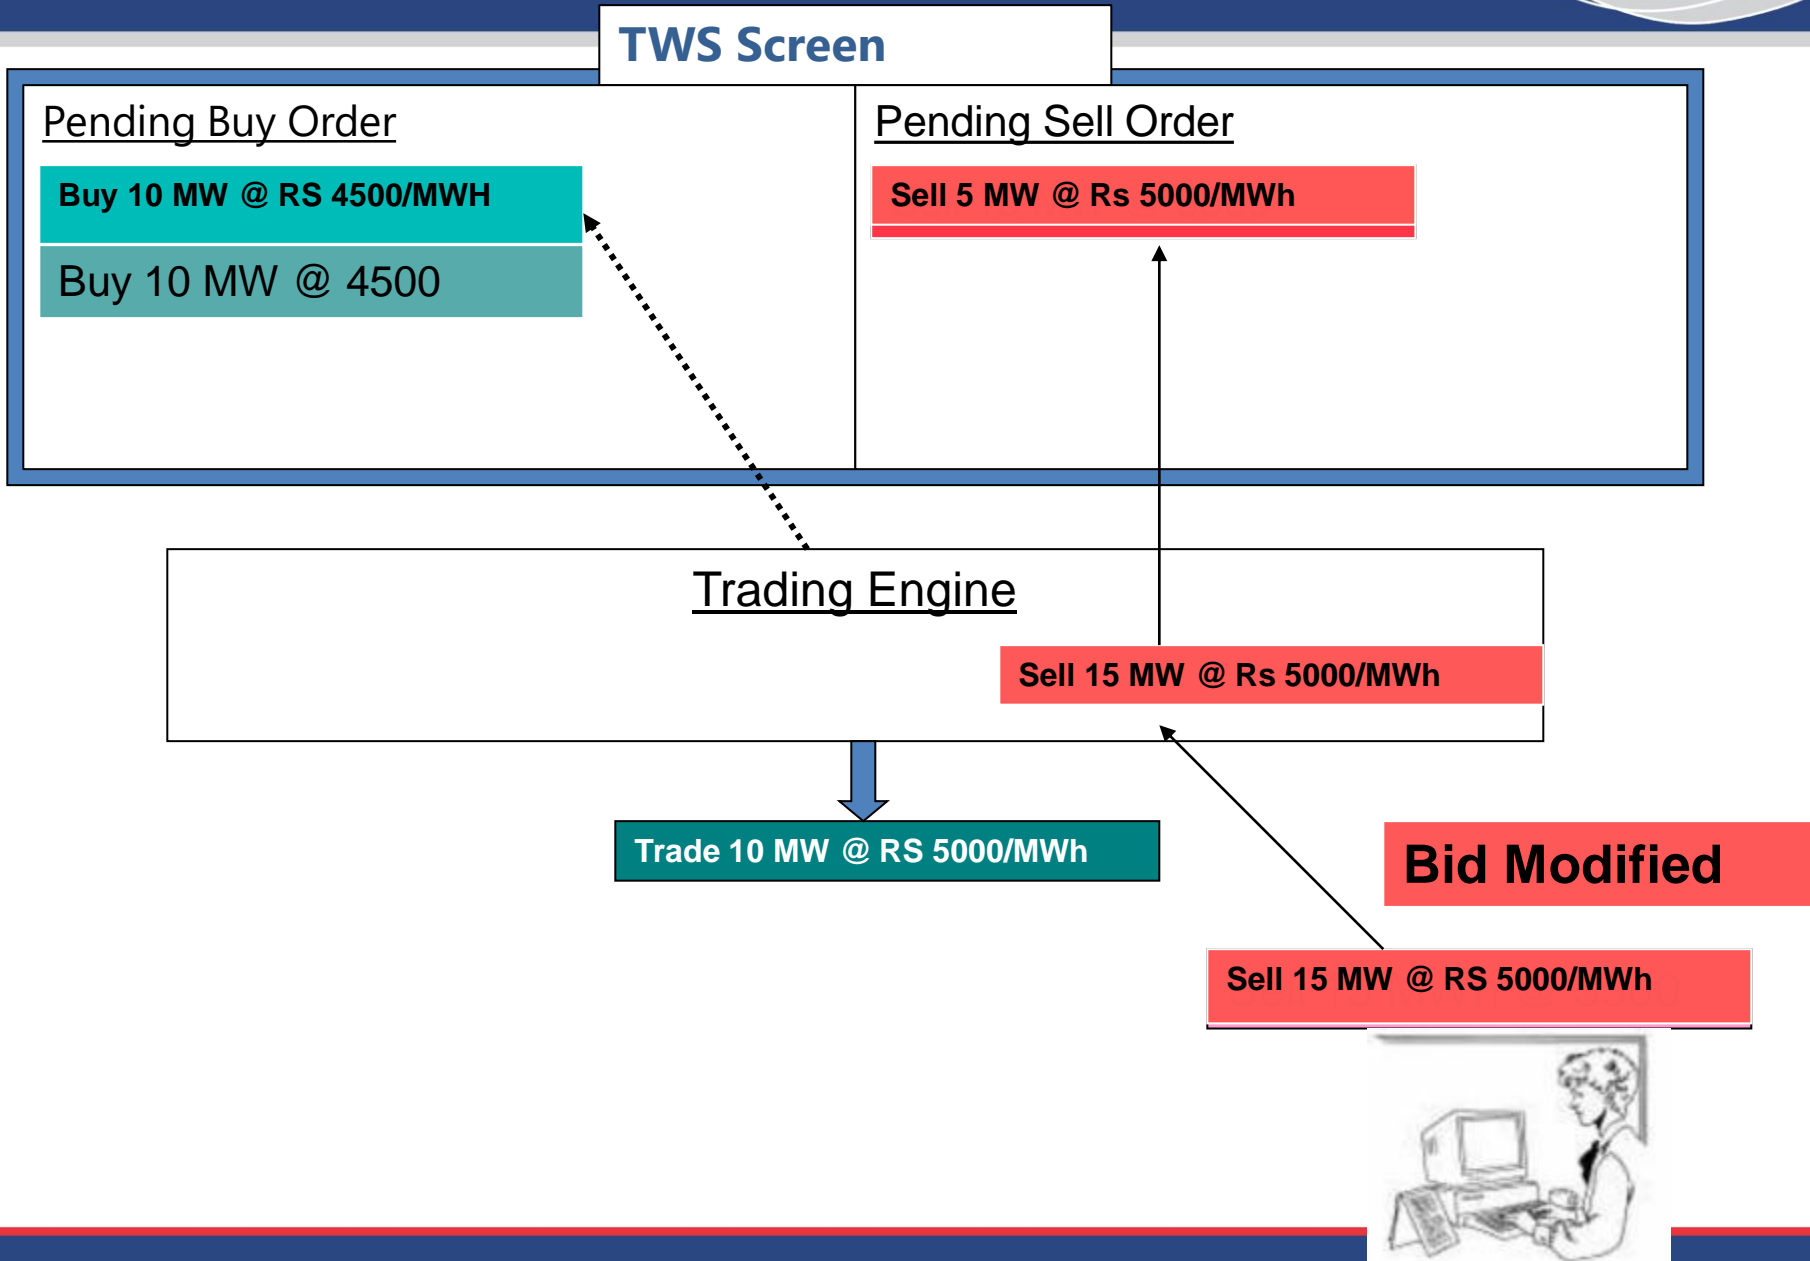 TWS Screen
Pending Buy Order
Buy 10 MW @ RS 4500/MWH
Buy 10 MW @ 4500
Pending Sell Order
Sell 5 MW @ Rs 5000/MWh
Trading Engine
Sell 15 MW @ Rs 5000/MWh
Trade 10 MW @ RS 5000/MWh
Bid Modified
Sell 15 MW @ RS 5000/MWh